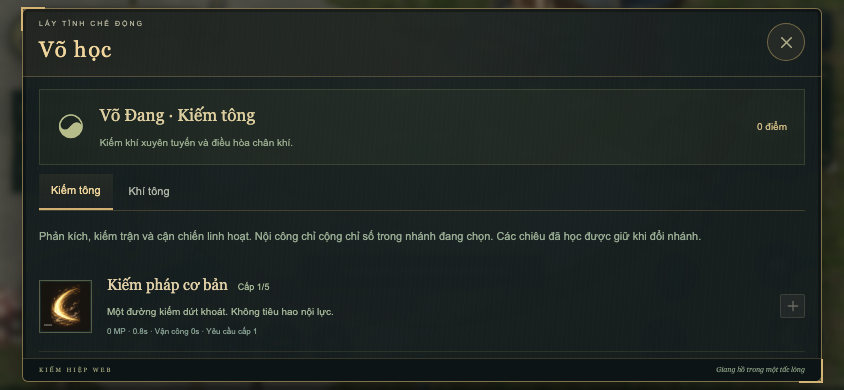 LẤY TĨNH CHẾ ĐỘNG
Võ học
Võ Đang · Kiếm tông
Kiếm khí xuyên tuyến và điều hòa chân khí.
0 điểm
Kiếm tông
Khí tông
Phản kích, kiếm trận và cận chiến linh hoạt. Nội công chỉ cộng chỉ số trong nhánh đang chọn. Các chiêu đã học được giữ khi đổi nhánh.
Kiếm pháp cơ bản Cấp 1/5
Một đường kiếm dứt khoát. Không tiêu hao nội lực.
0 MP · 0.8s · Vận công 0s · Yêu cầu cấp 1
KIẾM HIỆP WEB
Giang hồ trong một tấc lòng